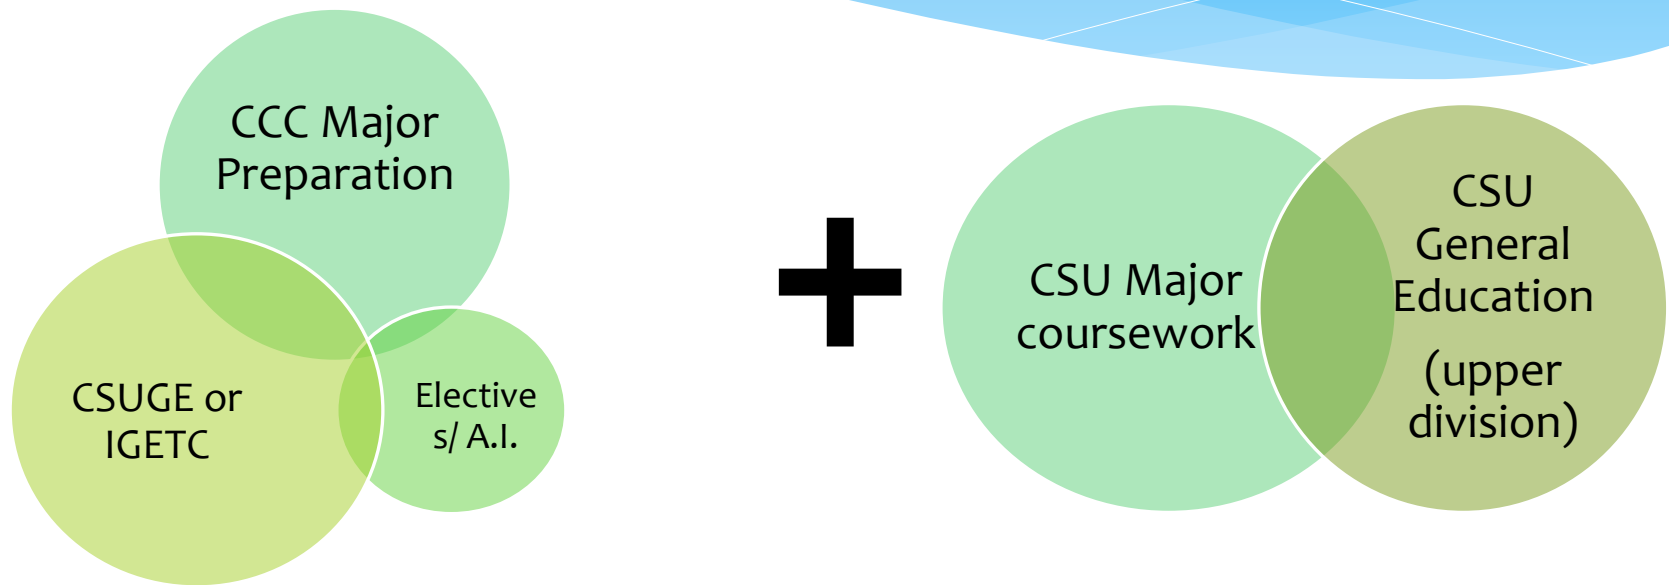 CCC Major
Preparation
CSUGE or
IGETC
Elective
s/ A.I.
+
CSU Major
coursework
CSU
General
Education
(upper
division)